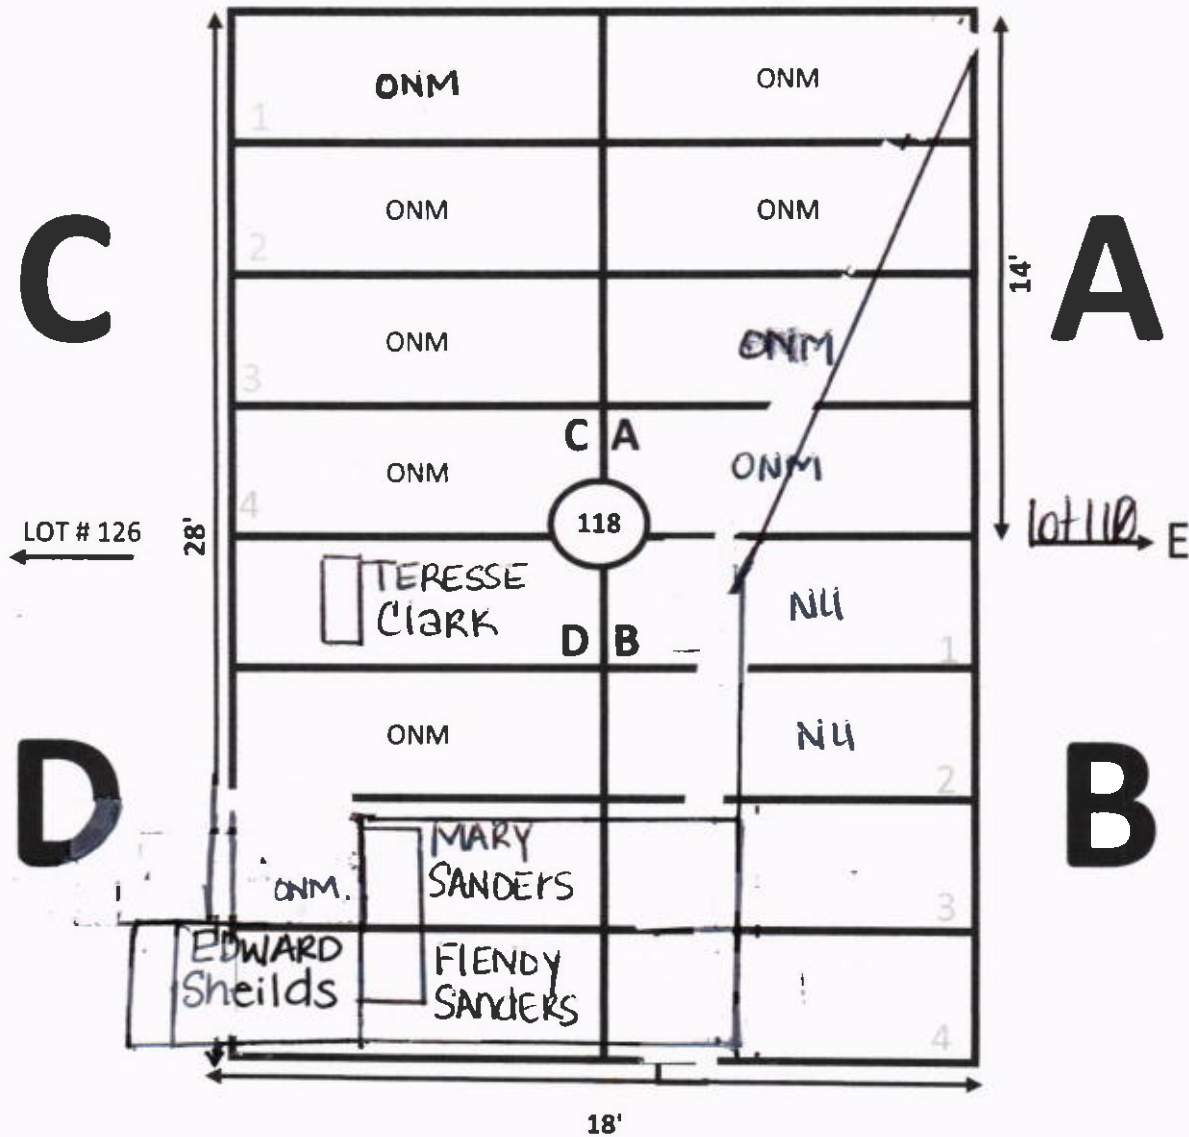 ONM ONM
1
ONM ONM
2
C A
14'
ONM ONM
3
C A
ONM ONM
4
118
LOT # 126
28'
Lot 110
E
TERESSE
Clark
NU
D B
1
ONM
NU
2
D B
MARY
SANDERS
ONM.
3
EDWARD
Sheilds
FLENDY
SANDERS
4
18'